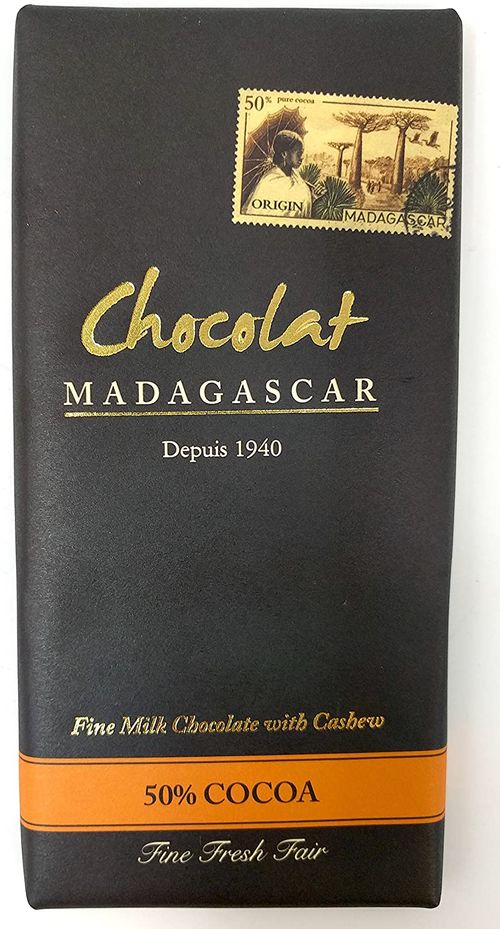 50% pure cocoa
ORIGIN
MADAGASCAR
Chocolat
MADAGASCAR
Depuis 1940
Fine Milk Chocolate with Cashew
50% COCOA
Fine Fresh Fair